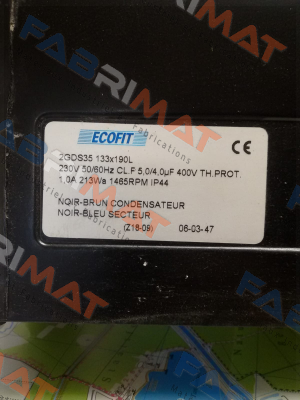 ECOFIT
2GDS35 133x190L
230V 50/60Hz CL.F 5,0/4,0µF 400V TH.PROT.
1,0A 213Wa 1465RPM IP44
NOIR-BRUN CONDENSATEUR
NOIR-BLEU SECTEUR
(Z18-09) 06-03-47
CE
FABRIMAT
Fabrications